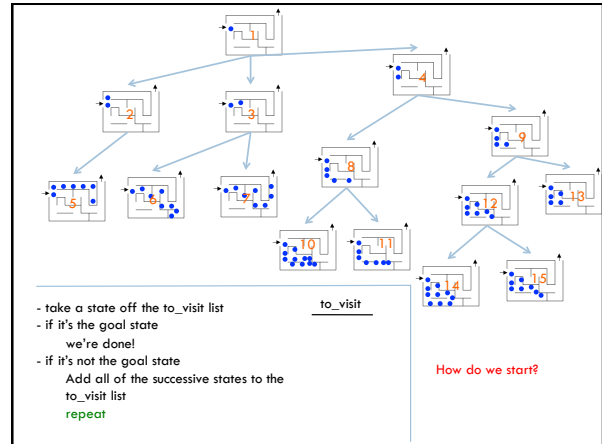 1
4
2
3
9
8
5
6
7
12
13
10
11
14
15
- take a state off the to_visit list
- if it's the goal state
we're done!
- if it's not the goal state
Add all of the successive states to the
to_visit list
repeat
to_visit
How do we start?